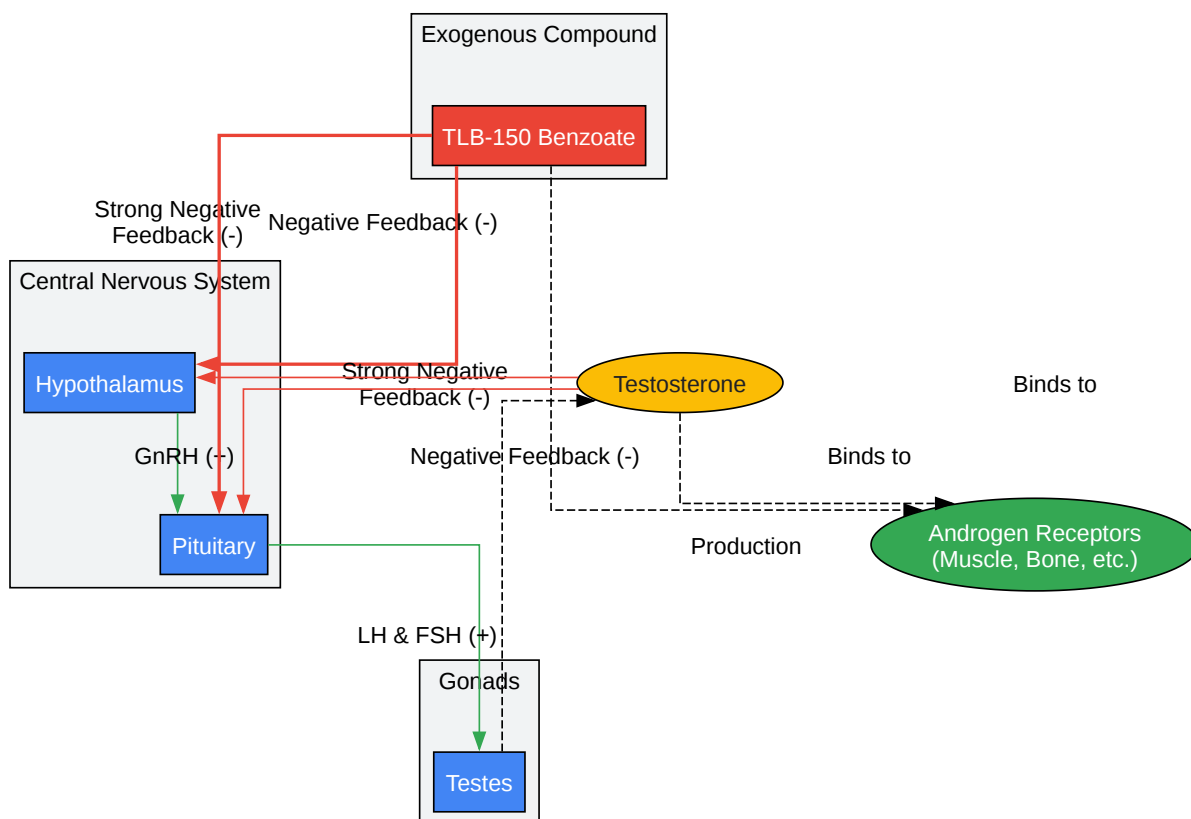 Exogenous Compound
TLB-150 Benzoate
Strong Negative
Feedback (-)
Negative Feedback (-)
Central Nervous System
Hypothalamus
Strong Negative
Feedback (-)
Testosterone
Binds to
GnRH (+)
Negative Feedback (-)
Binds to
Pituitary
Production
Androgen Receptors
(Muscle, Bone, etc.)
LH & FSH (+)
Gonads
Testes